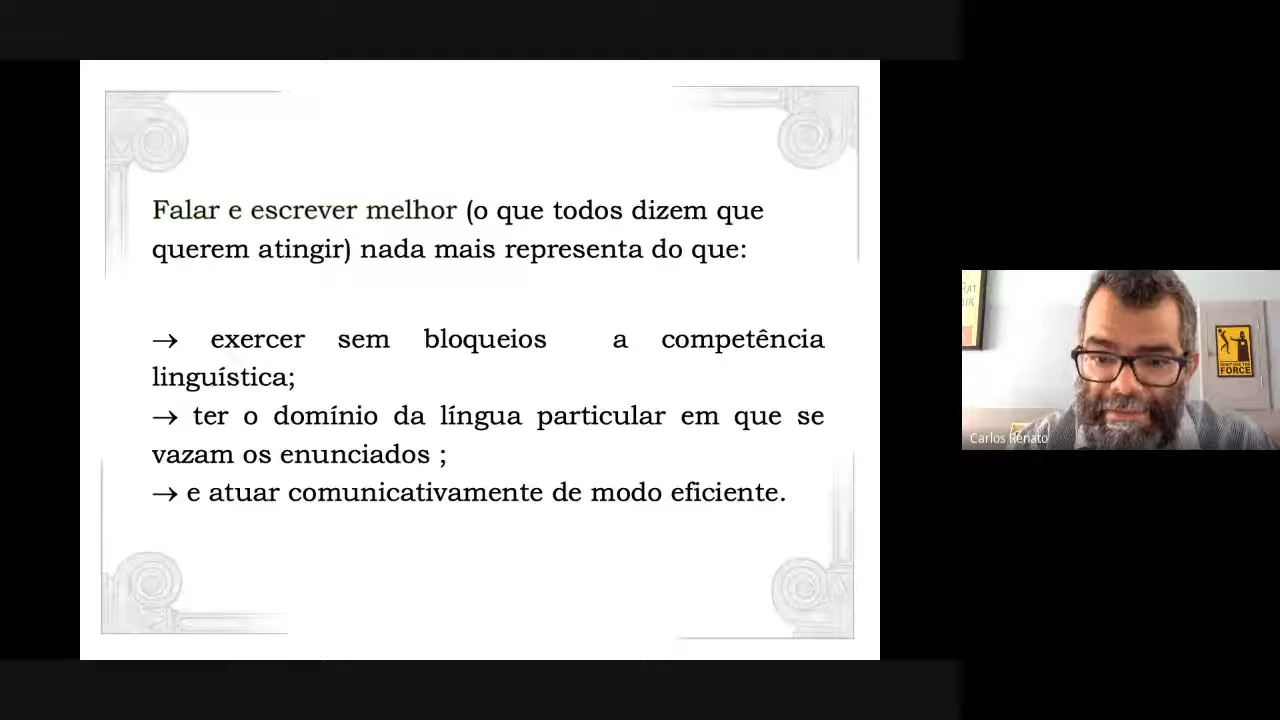 Falar e escrever melhor (o que todos dizem que
querem atingir) nada mais representa do que:
→ exercer sem bloqueios a competência
linguística;
→ ter o domínio da língua particular em que se
vazam os enunciados ;
→ e atuar comunicativamente de modo eficiente.
FORCE
Carlos Renato